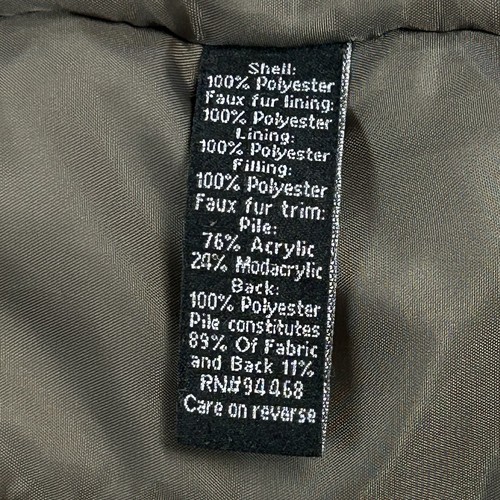 Shell:
100% Polyester
Faux fur lining:
100% Polyester
Lining:
100% Polyester
Filling:
100% Polyester
Faux fur trim:
Pile:
76% Acrylic
24% Modacrylic
Back:
100% Polyester
Pile constitutes
89% Of Fabric
and Back 11%
RN#94468
Care on reverse